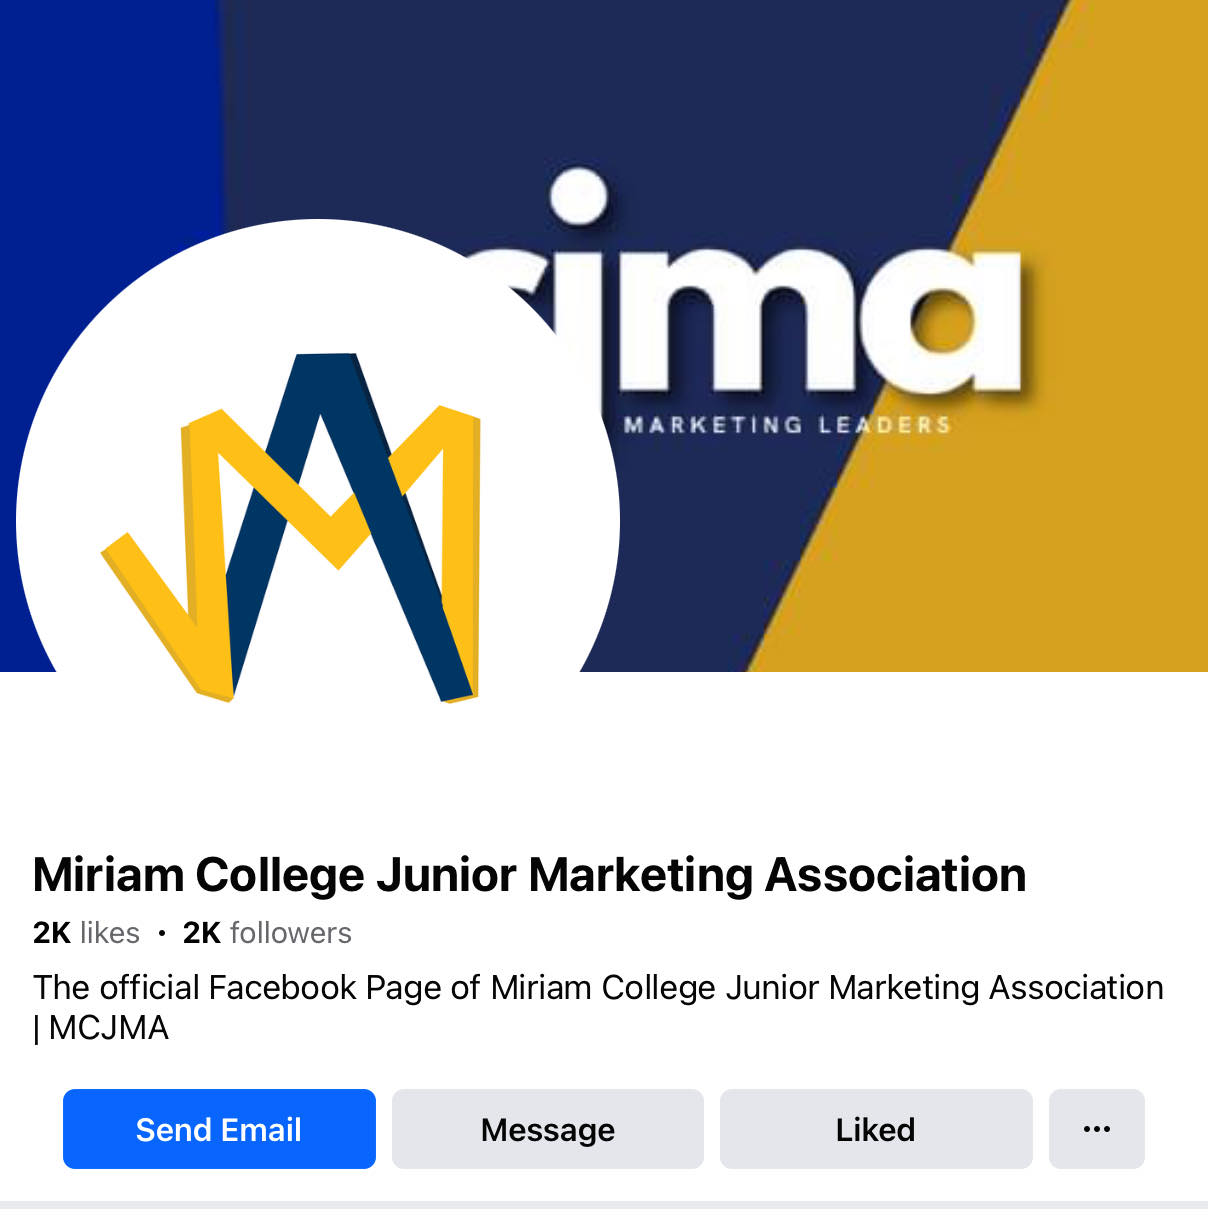 cjma
MARKETING LEADERS
Miriam College Junior Marketing Association
2K likes • 2K followers
The official Facebook Page of Miriam College Junior Marketing Association
| MCJMA
Send Email
Message
Liked
...